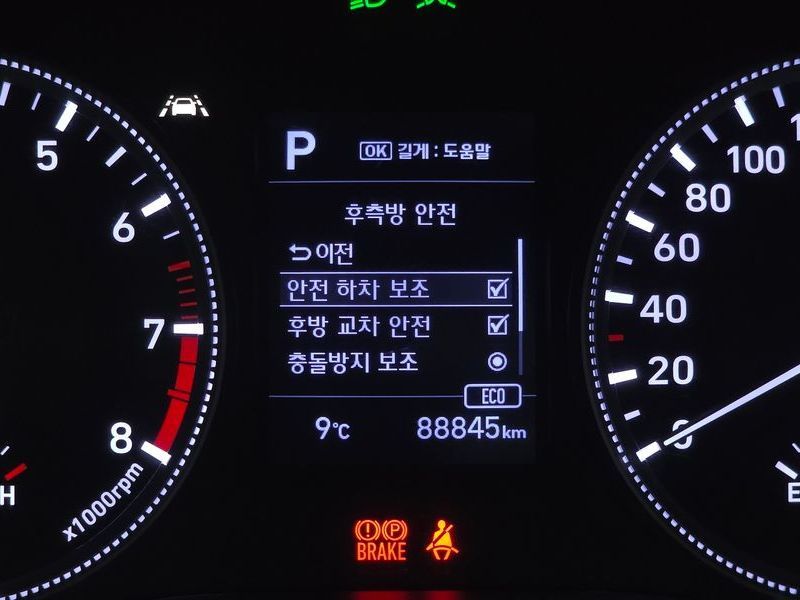 P
OK 길게 : 도움말
후측방 안전
이전
안전 하차 보조
후방 교차 안전
충돌방지 보조
ECO
9℃ 88845km
5
6
7
8
x1000rpm
H
100
80
60
40
20
0
E
BRAKE